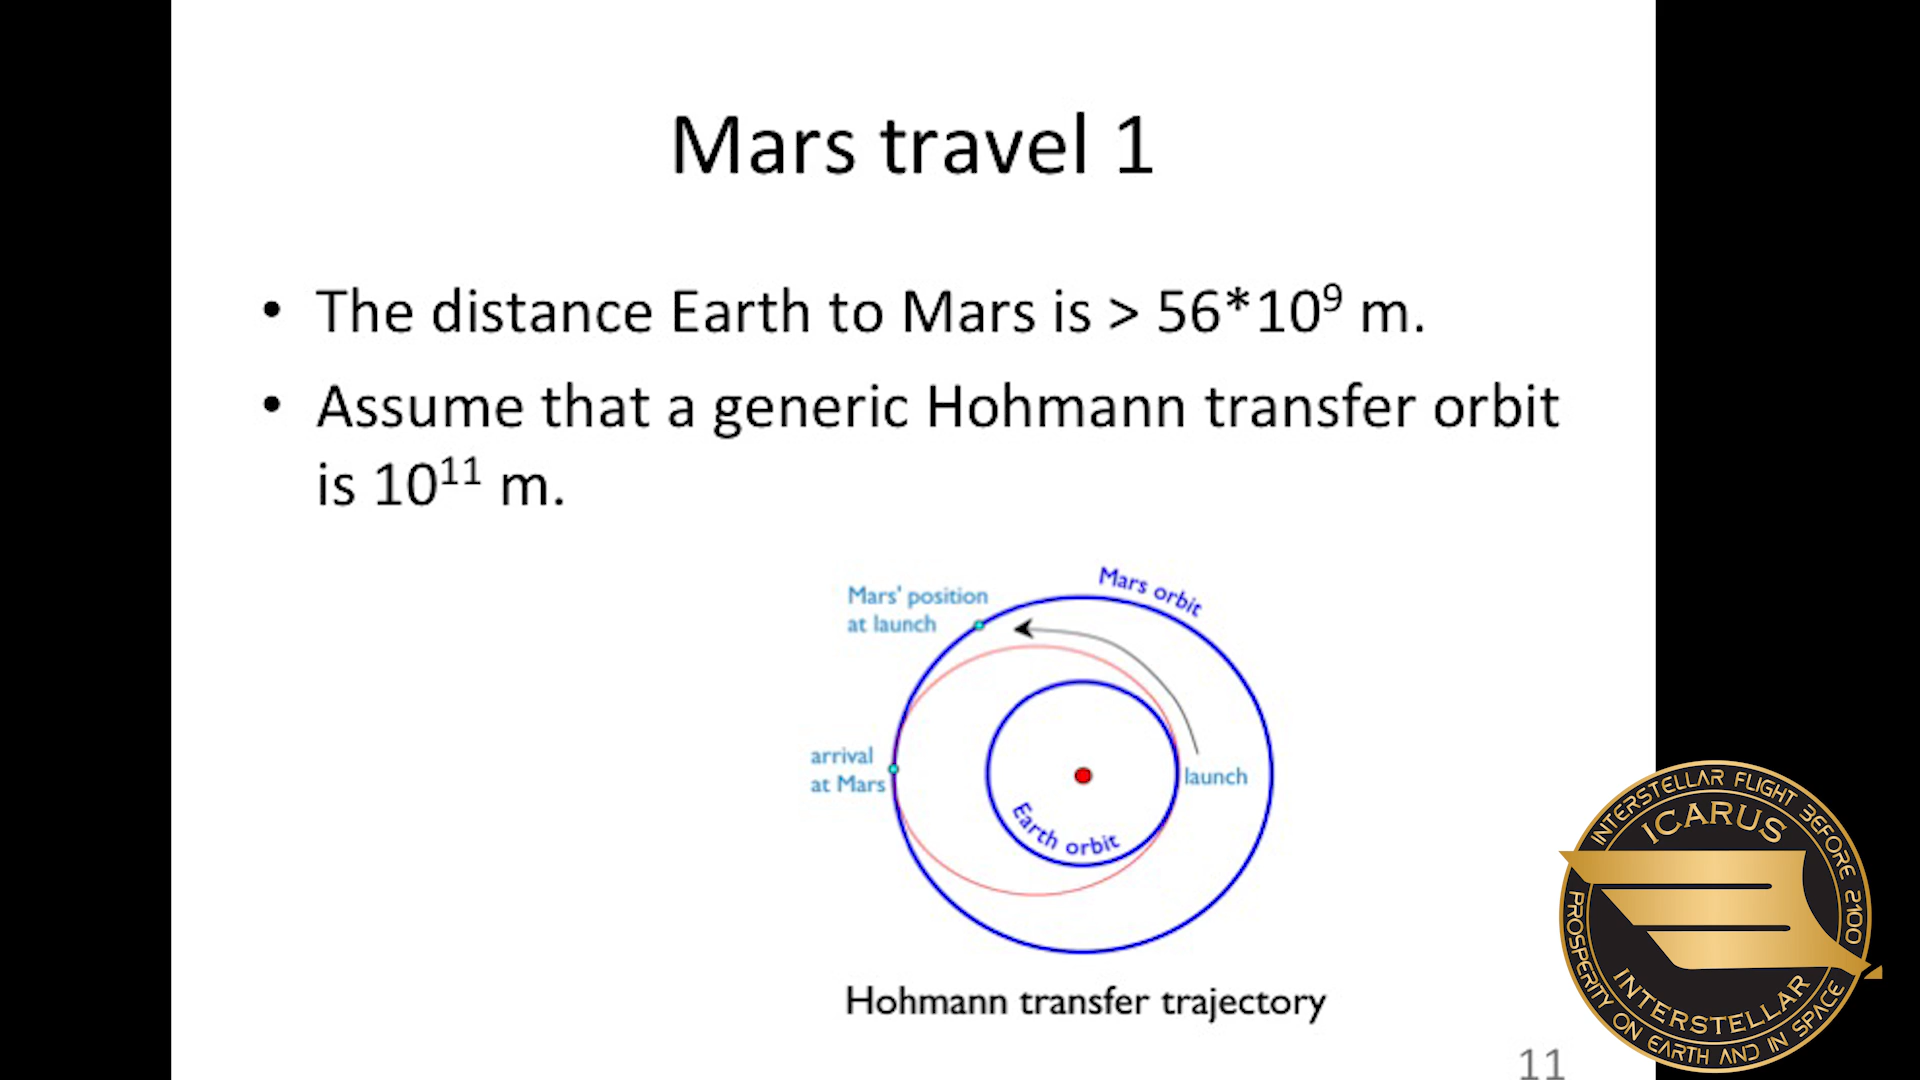 Mars travel 1
• The distance Earth to Mars is > 56*10⁹ m.
• Assume that a generic Hohmann transfer orbit
is 10¹¹ m.
Mars orbit
Mars' position
at launch
arrival
at Mars
launch
Earth orbit
Hohmann transfer trajectory
11
INTERSTELLAR FLIGHT BEFORE 2100
ICARUS
INTERSTELLAR
PROSPERITY ON EARTH AND IN SPACE